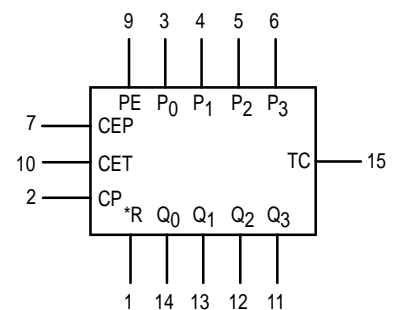 9 3 4 5 6
PE P0 P1 P2 P3
7 CEP
10 CET TC 15
2 CP
*R Q0 Q1 Q2 Q3
1 14 13 12 11